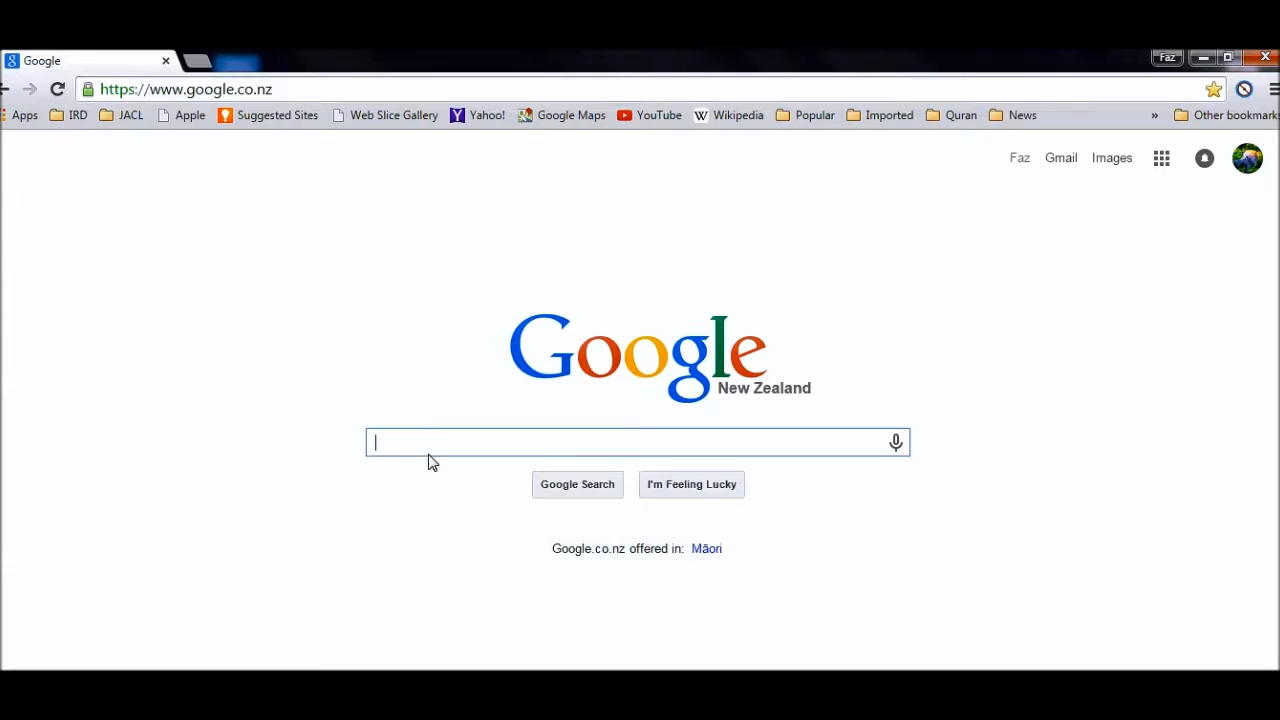 Google
Faz
https://www.google.co.nz
Apps IRD JACL Apple Suggested Sites Web Slice Gallery Yahoo! Google Maps YouTube Wikipedia Popular Imported Quran News » Other bookmarks
Faz Gmail Images
Google
New Zealand
Google Search I'm Feeling Lucky
Google.co.nz offered in: Māori